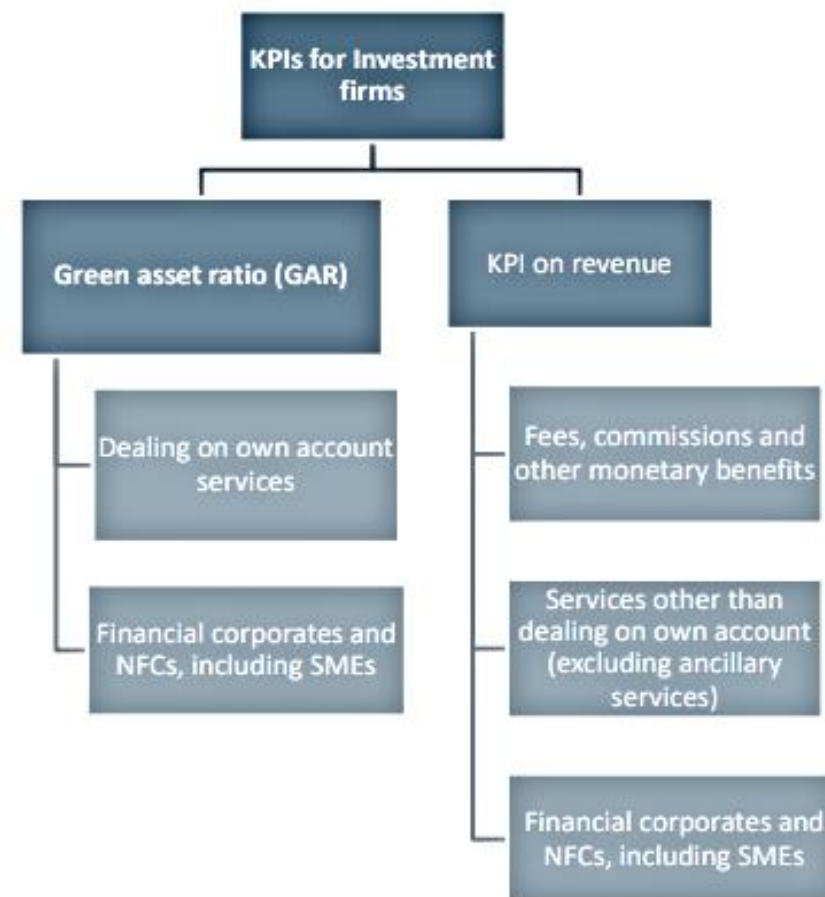 KPIs for Investment
firms
Green asset ratio (GAR)
KPI on revenue
Dealing on own account
services
Financial corporates and
NFCs, including SMEs
Fees, commissions and
other monetary benefits
Services other than
dealing on own account
(excluding ancillary
services)
Financial corporates and
NFCs, including SMEs